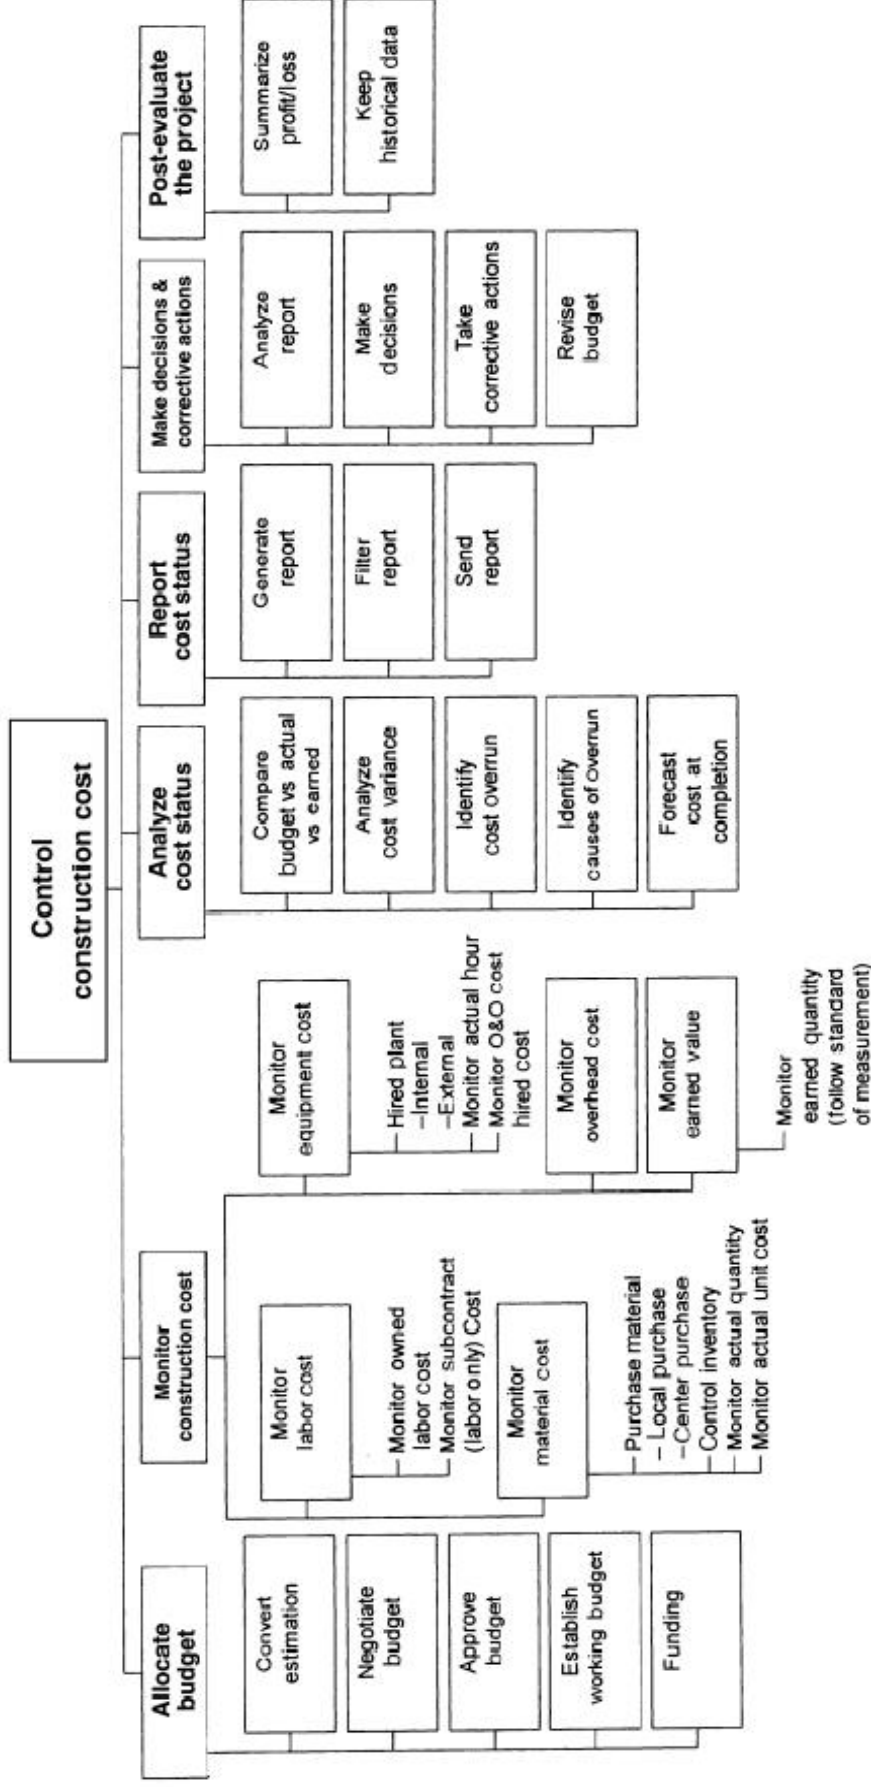 Control
construction cost
Allocate
budget
Convert
estimation
Negotiate
budget
Approve
budget
Establish
working budget
Funding
Monitor
construction cost
Monitor
labor cost
Monitor owned
labor cost
Monitor subcontract
(labor only) Cost
Monitor
material cost
Purchase material
– Local purchase
–Center purchase
Control inventory
Monitor actual quantity
Monitor actual unit cost
Monitor
equipment cost
Hired plant
–Internal
–External
Monitor actual hour
Monitor O&O cost
hired cost
Monitor
overhead cost
Monitor
earned value
Monitor
earned quantity
(follow standard
of measurement)
Analyze
cost status
Compare
budget vs actual
vs earned
Analyze
cost variance
Identify
cost overrun
Identify
causes of Overrun
Forecast
cost at
completion
Report
cost status
Generate
report
Filter
report
Send
report
Make decisions &
corrective actions
Analyze
report
Make
decisions
Take
corrective actions
Revise
budget
Post-evaluate
the project
Summarize
profit/loss
Keep
historical data